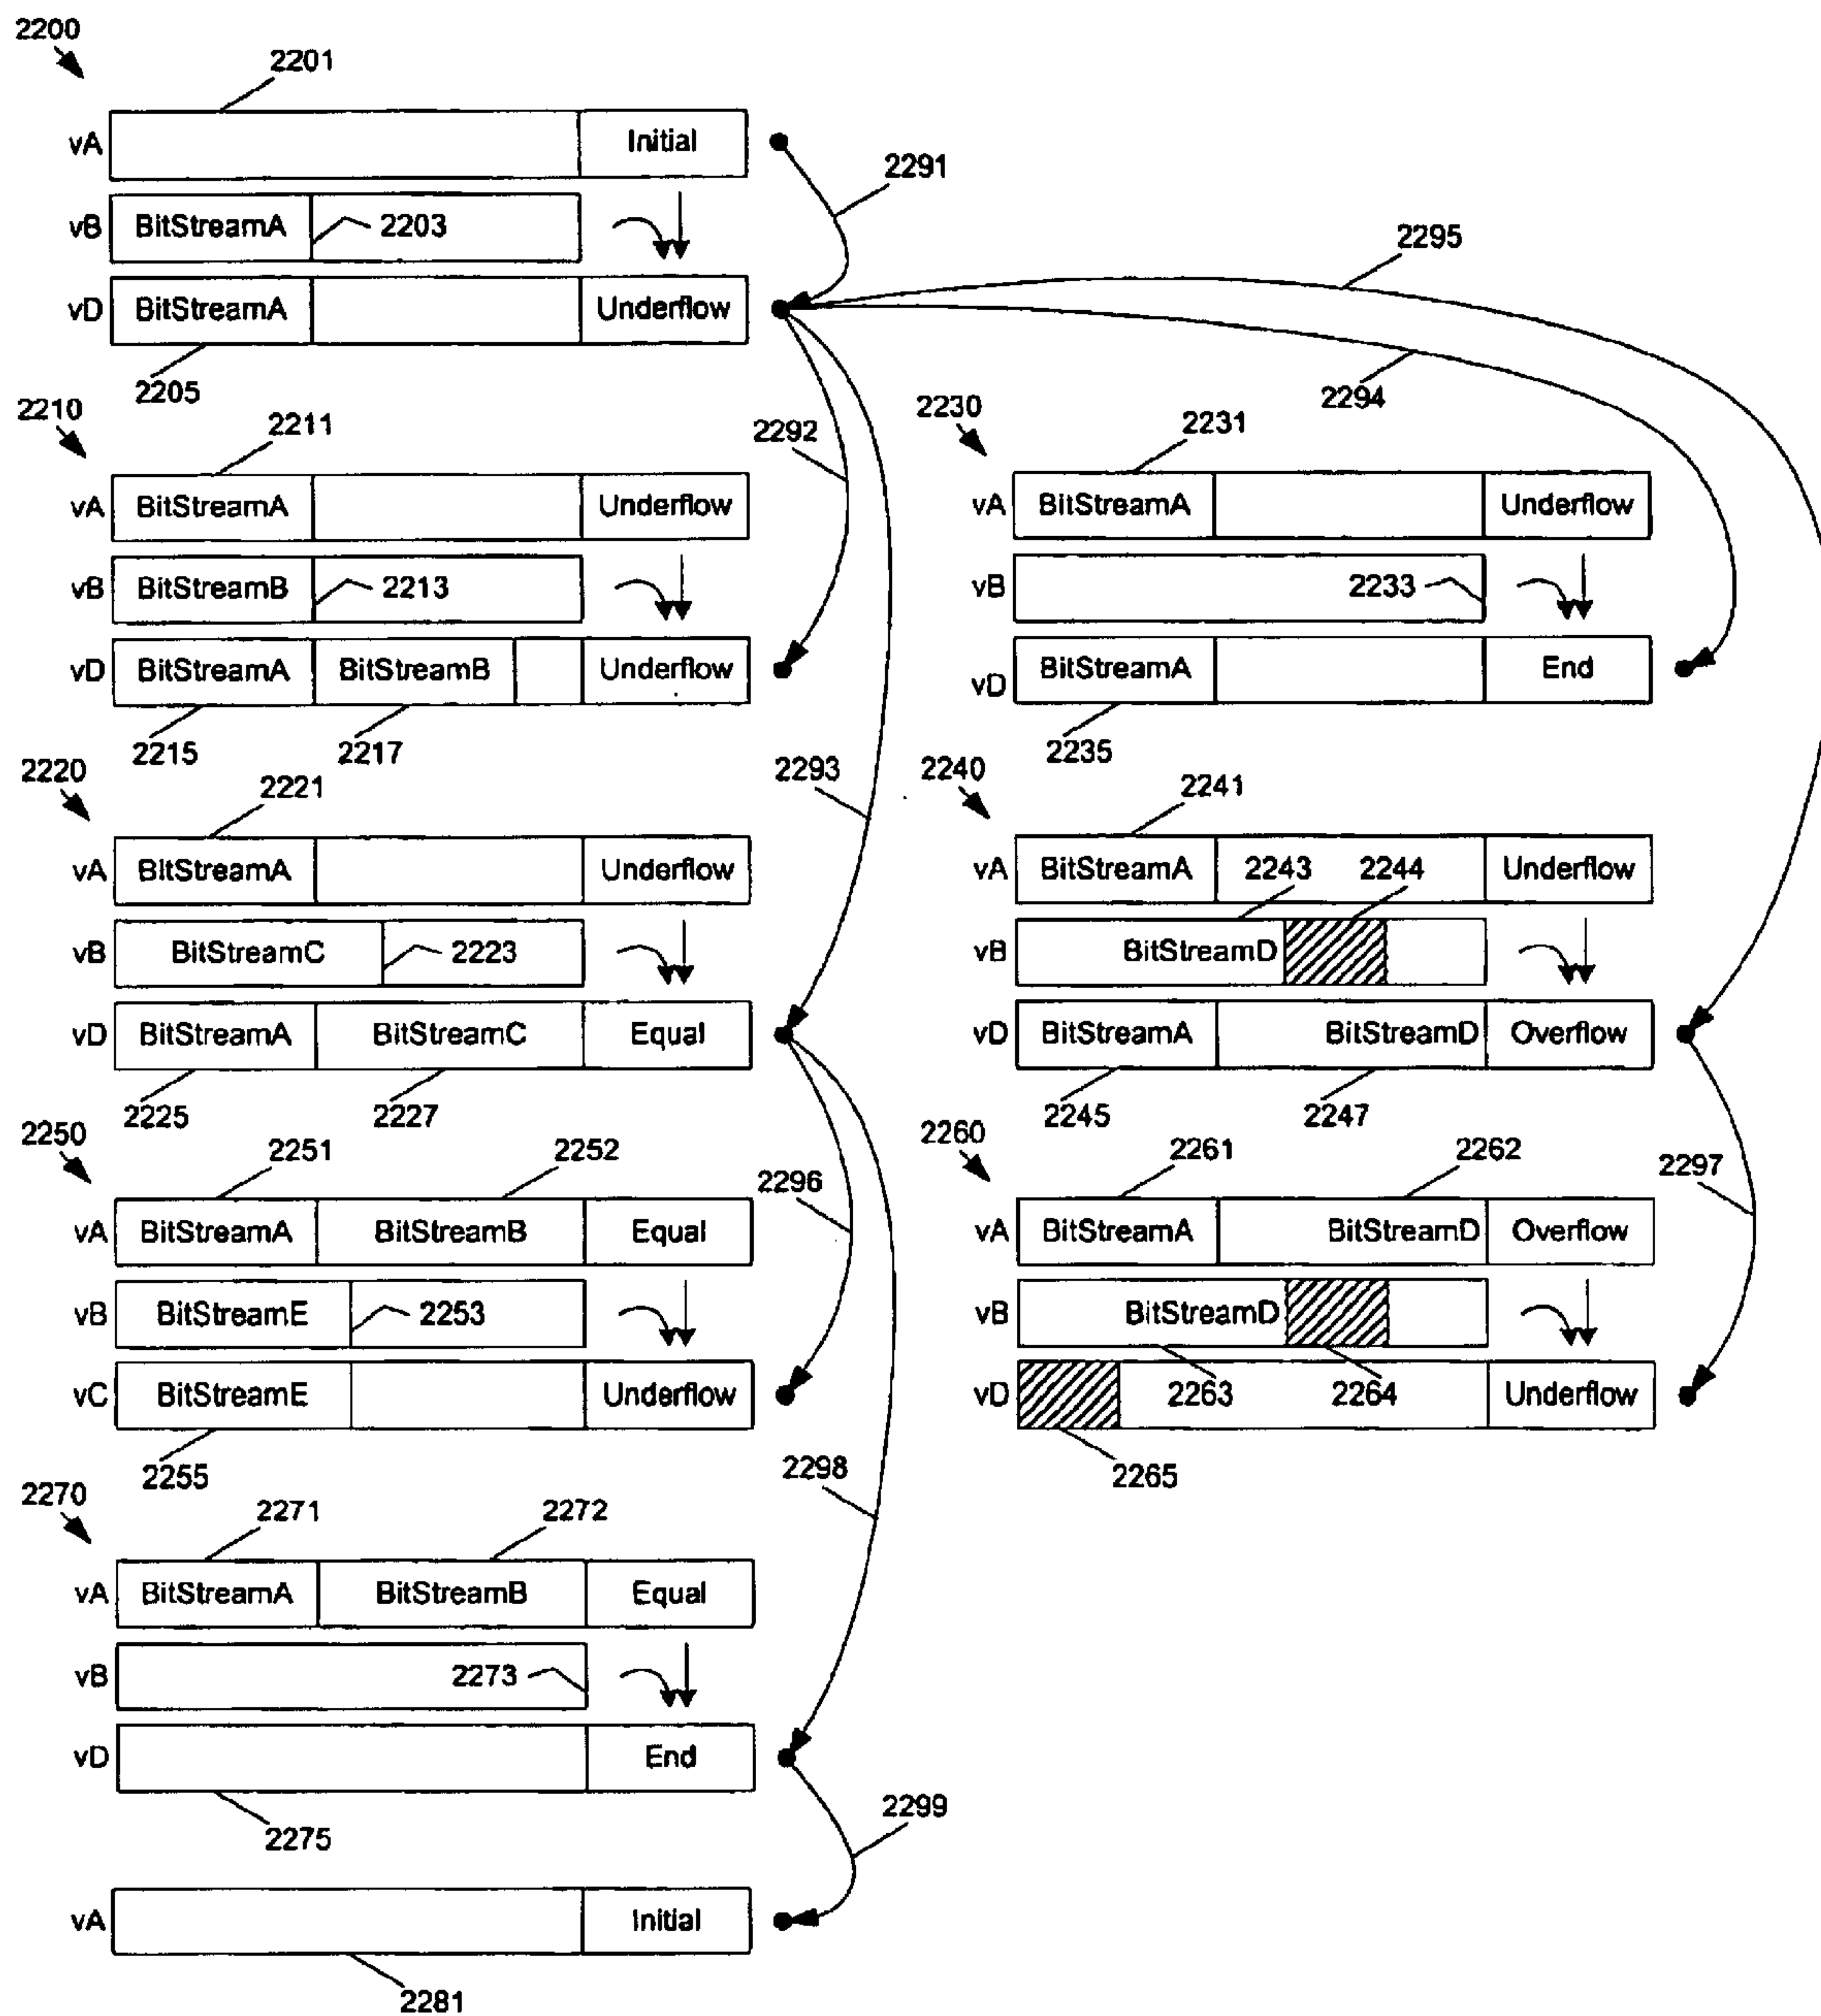 2200
2201
vA Initial
2291
vB BitStreamA 2203
2295
vD BitStreamA Underflow
2205
2294
2210
2211
2292
2230
2231
vA BitStreamA Underflow
vA BitStreamA Underflow
vB BitStreamB 2213
vB 2233
vD BitStreamA BitStreamB Underflow
vD BitStreamA End
2215
2217
2235
2220
2221
2293
2240
2241
vA BitStreamA Underflow
vA BitStreamA 2243 2244 Underflow
vB BitStreamC 2223
vB BitStreamD
vD BitStreamA BitStreamC Equal
vD BitStreamA BitStreamD Overflow
2225
2227
2245
2247
2250
2251
2252
2296
2260
2261
2262
2297
vA BitStreamA BitStreamB Equal
vA BitStreamA BitStreamD Overflow
vB BitStreamE 2253
vB BitStreamD
vC BitStreamE Underflow
vD 2263 2264 Underflow
2255
2298
2265
2270
2271
2272
vA BitStreamA BitStreamB Equal
vB 2273
vD End
2275
2299
vA Initial
2281